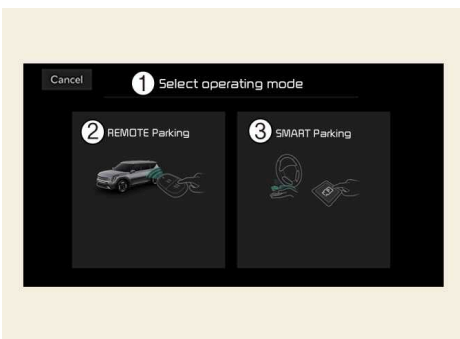 Cancel
1 Select operating mode
2 REMOTE Parking
3 SMART Parking